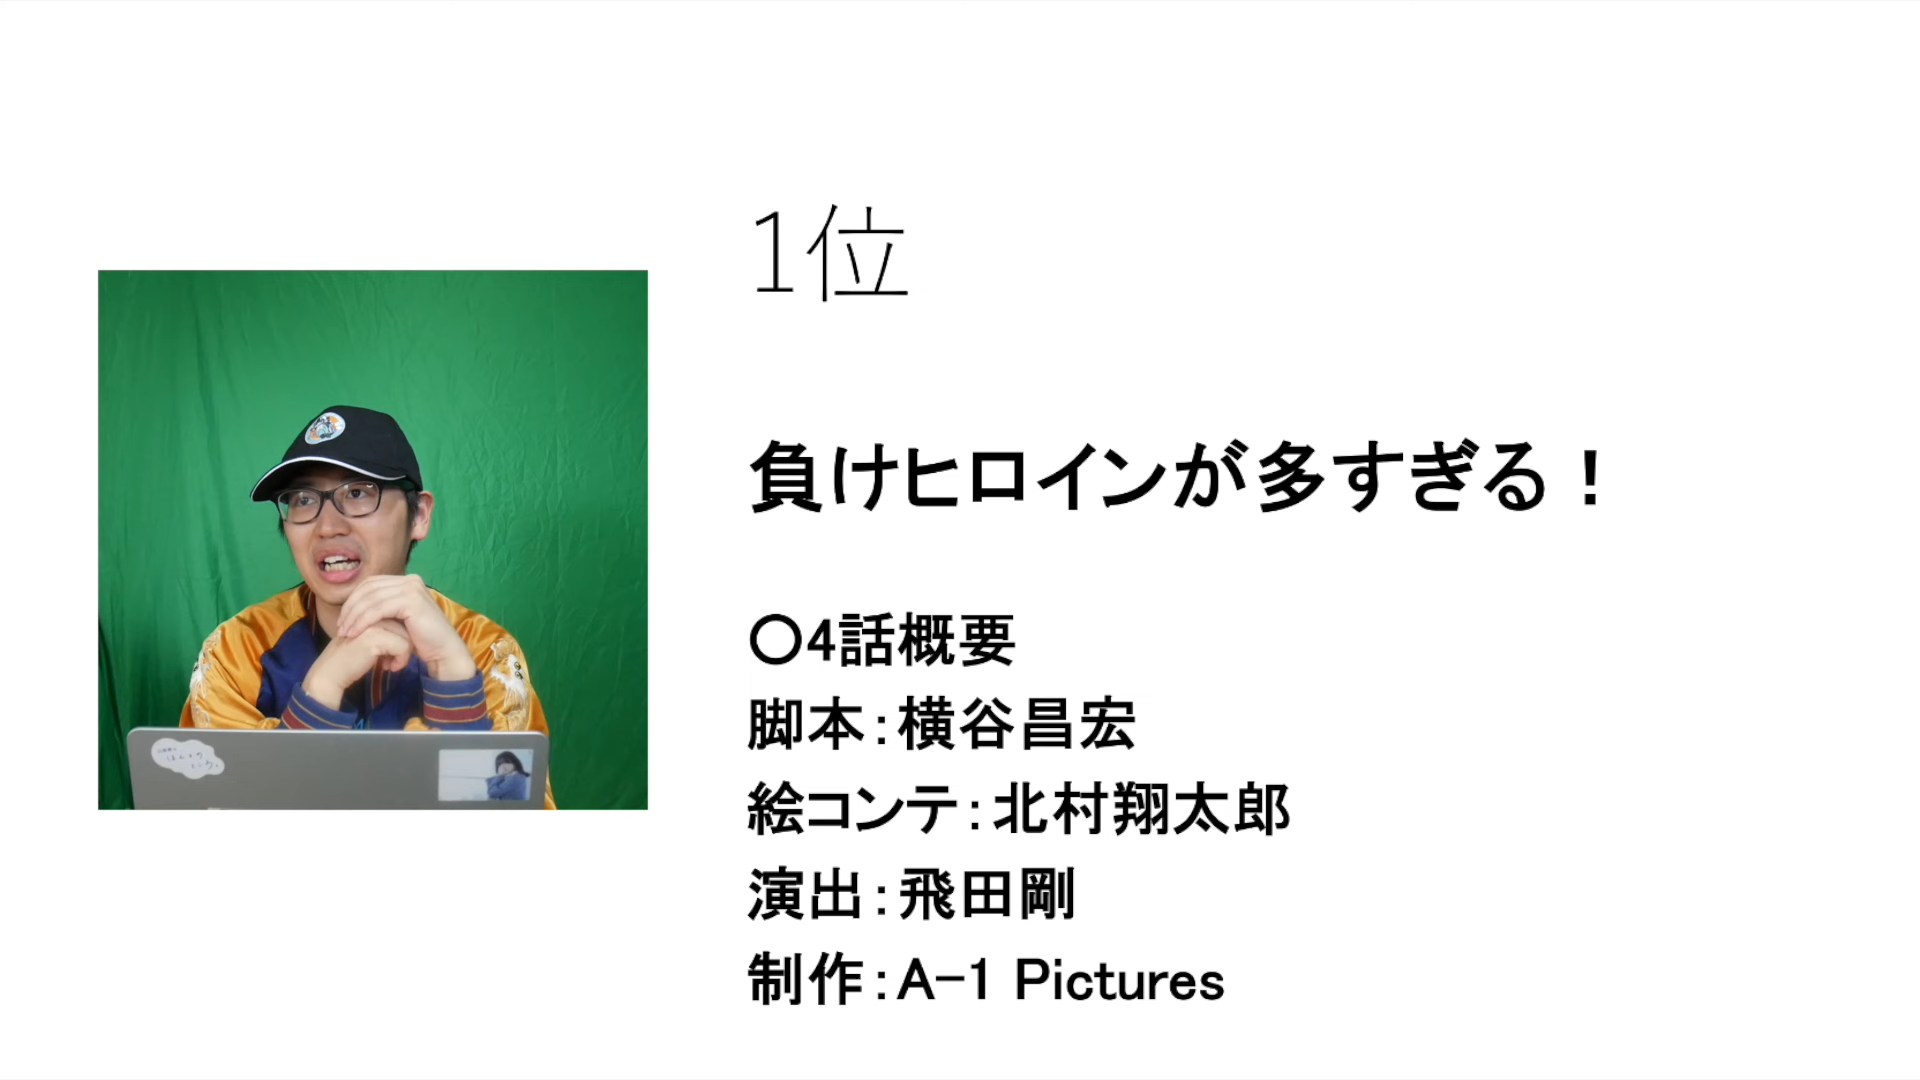 1位
負けヒロインが多すぎる！
○4話概要
脚本：横谷昌宏
絵コンテ：北村翔太郎
演出：飛田剛
制作：A-1 Pictures